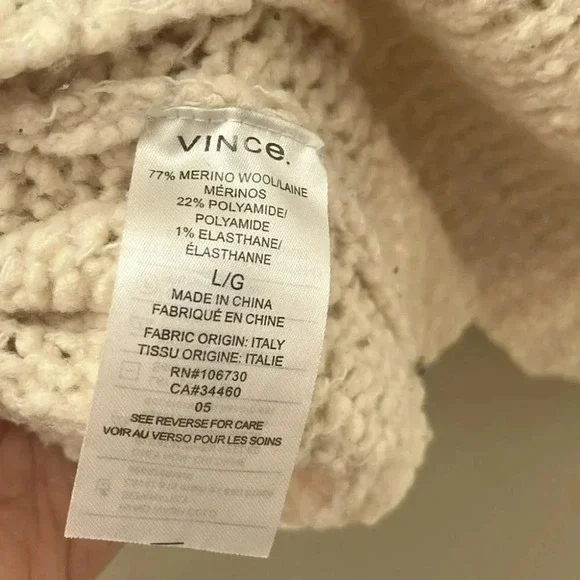 VINCe.
77% MERINO WOOL/LAINE
MÉRINOS
22% POLYAMIDE/
POLYAMIDE
1% ELASTHANE/
ÉLASTHANNE
L/G
MADE IN CHINA
FABRIQUÉ EN CHINE
FABRIC ORIGIN: ITALY
TISSU ORIGINE: ITALIE
RN#106730
CA#34460
05
SEE REVERSE FOR CARE
VOIR AU VERSO POUR LES SOINS